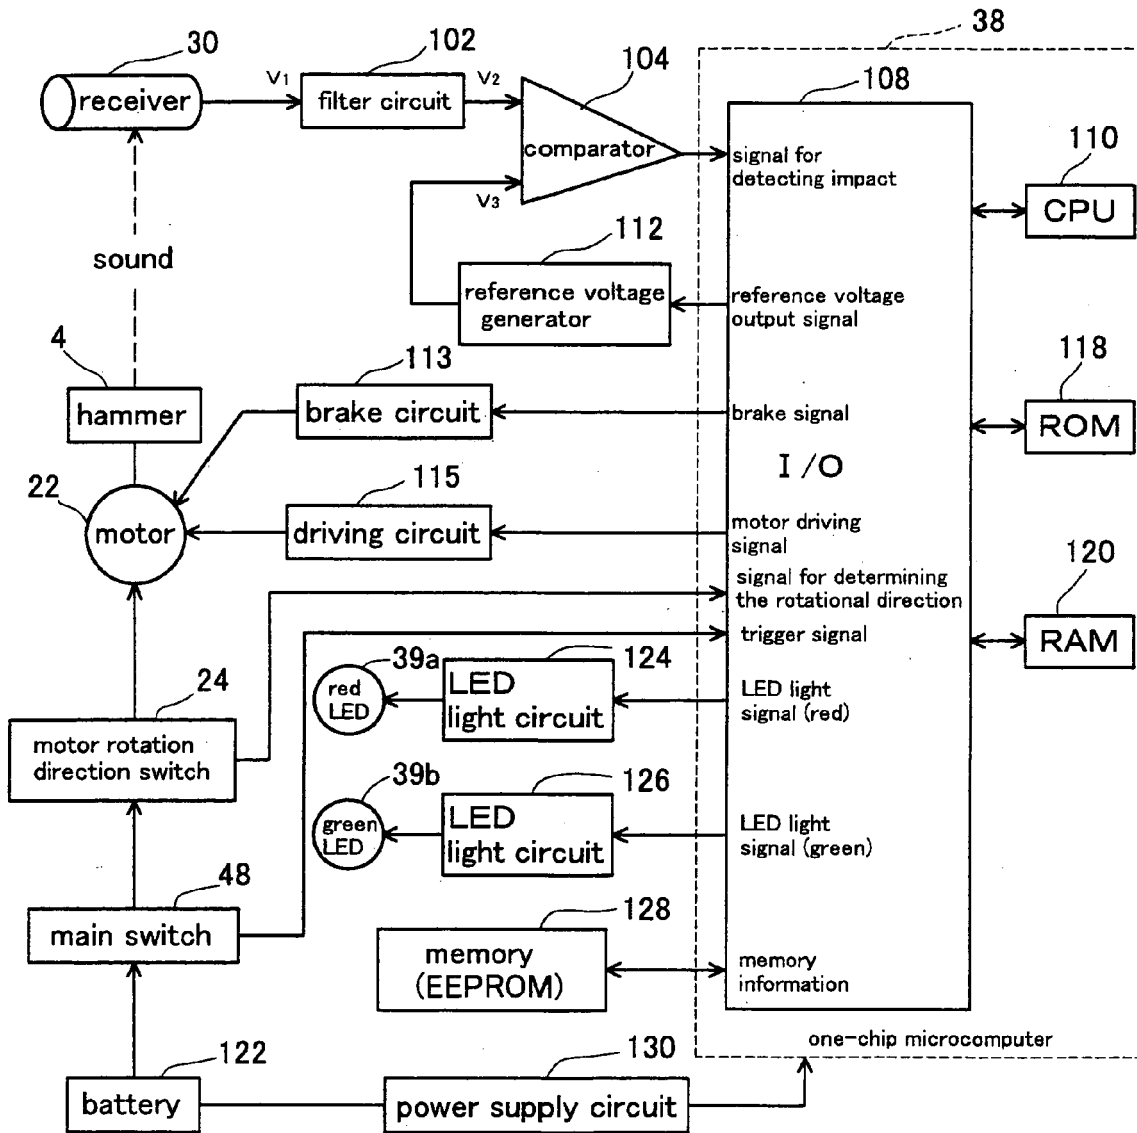 30
102
104
38
108
receiver
V1
filter circuit
V2
comparator
V3
signal for
detecting impact
110
CPU
sound
112
reference voltage
generator
reference voltage
output signal
4
hammer
113
brake circuit
brake signal
118
ROM
I/O
22
motor
115
driving circuit
motor driving
signal
signal for determining
the rotational direction
trigger signal
120
RAM
24
motor rotation
direction switch
39a
red
LED
124
LED
light circuit
LED light
signal (red)
39b
green
LED
126
LED
light circuit
LED light
signal (green)
48
main switch
128
memory
(EEPROM)
memory
information
one-chip microcomputer
122
battery
130
power supply circuit